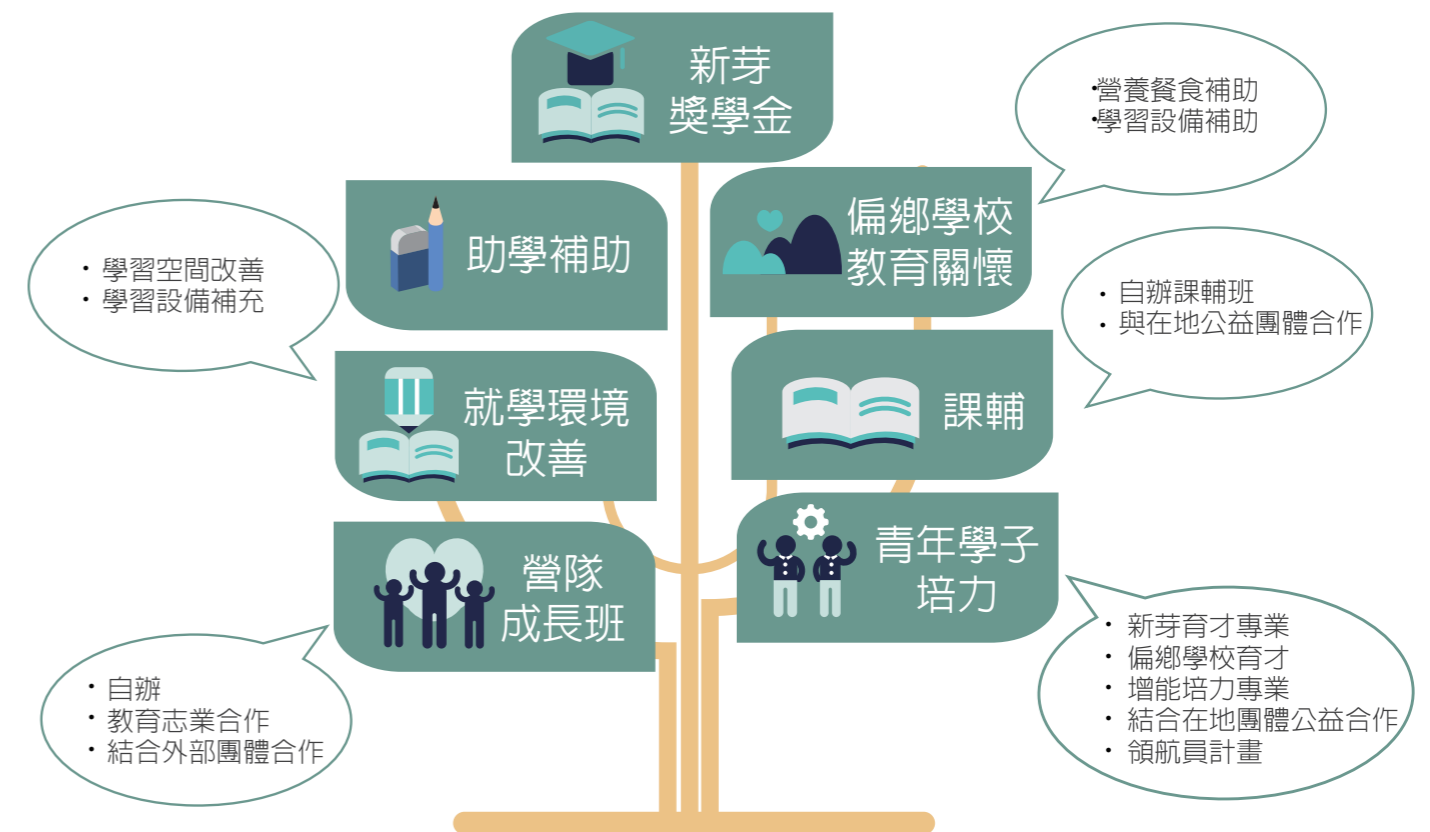 新芽
獎學金
・營養餐食補助
・學習設備補助
助學補助
偏鄉學校
教育關懷
・學習空間改善
・學習設備補充
・自辦課輔班
・與在地公益團體合作
就學環境
改善
課輔
營隊
成長班
青年學子
培力
・自辦
・教育志業合作
・結合外部團體合作
・新芽育才專業
・偏鄉學校育才
・增能培力專業
・結合在地團體公益合作
・領航員計畫